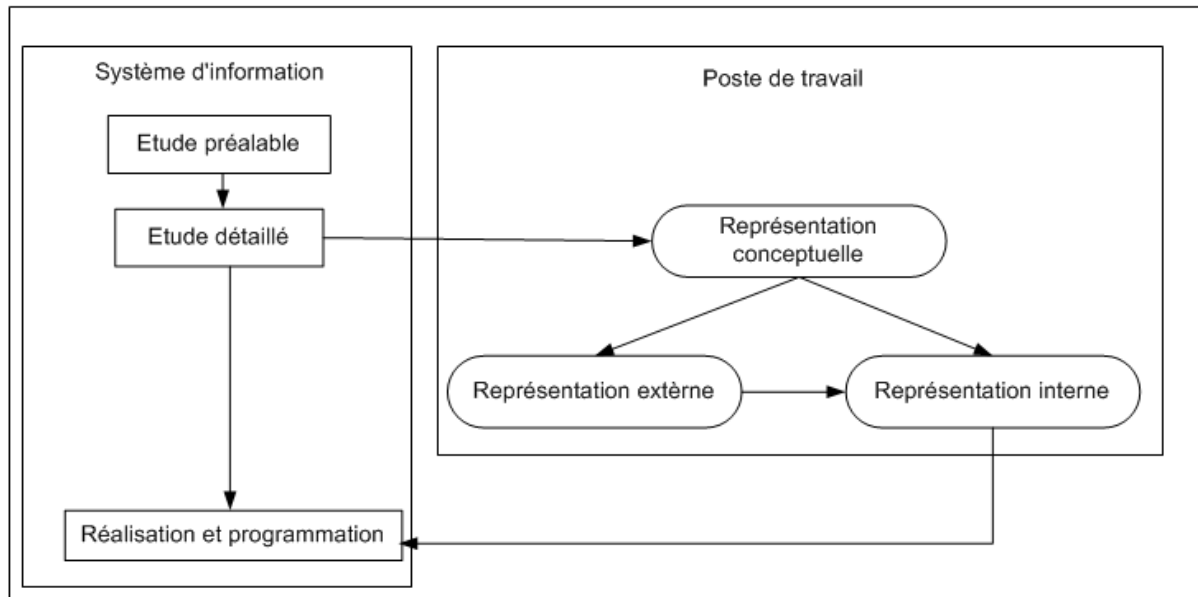 Système d'information
Etude préalable
Etude détaillé
Réalisation et programmation
Poste de travail
Représentation
conceptuelle
Représentation extèrne
Représentation interne